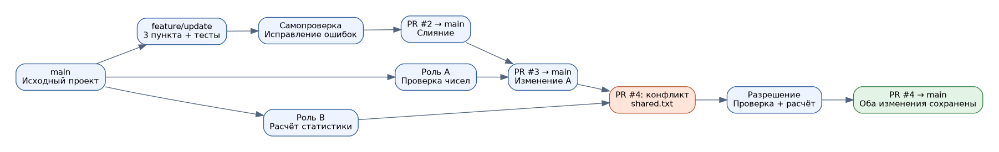 feature/update
3 пункта + тесты
Самопроверка
Исправление ошибок
PR #2 → main
Слияние
main
Исходный проект
Роль A
Проверка чисел
PR #3 → main
Изменение A
PR #4: конфликт
shared.txt
Разрешение
Проверка + расчёт
PR #4 → main
Оба изменения сохранены
Роль B
Расчёт статистики